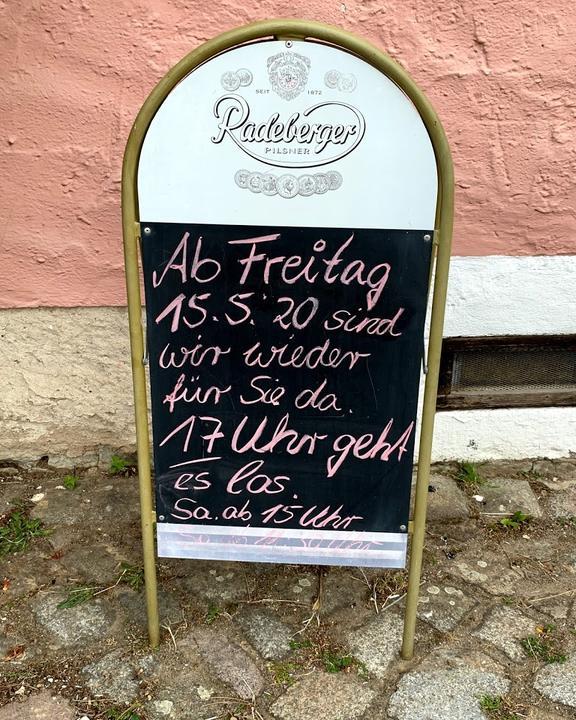 SEIT 1872
Radeberger
PILSNER
Ab Freitag
15.5.'20 sind
wir wieder
für Sie da.
17 Uhr geht
es los.
Sa. ab 15 Uhr
Uhr